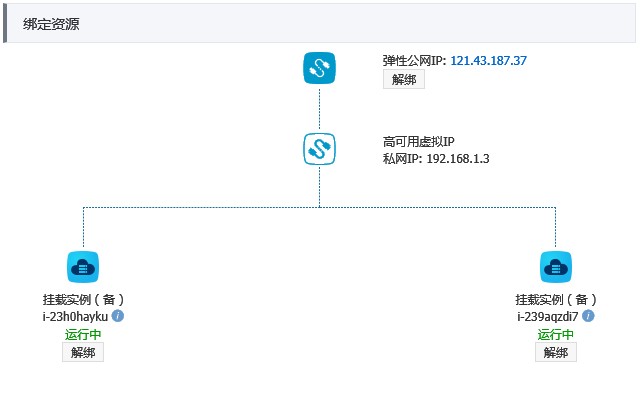 绑定资源
弹性公网IP: 121.43.187.37
解绑
高可用虚拟IP
私网IP: 192.168.1.3
挂载实例（备）
i-23h0hayku
运行中
解绑
挂载实例（备）
i-239aqzdi7
运行中
解绑